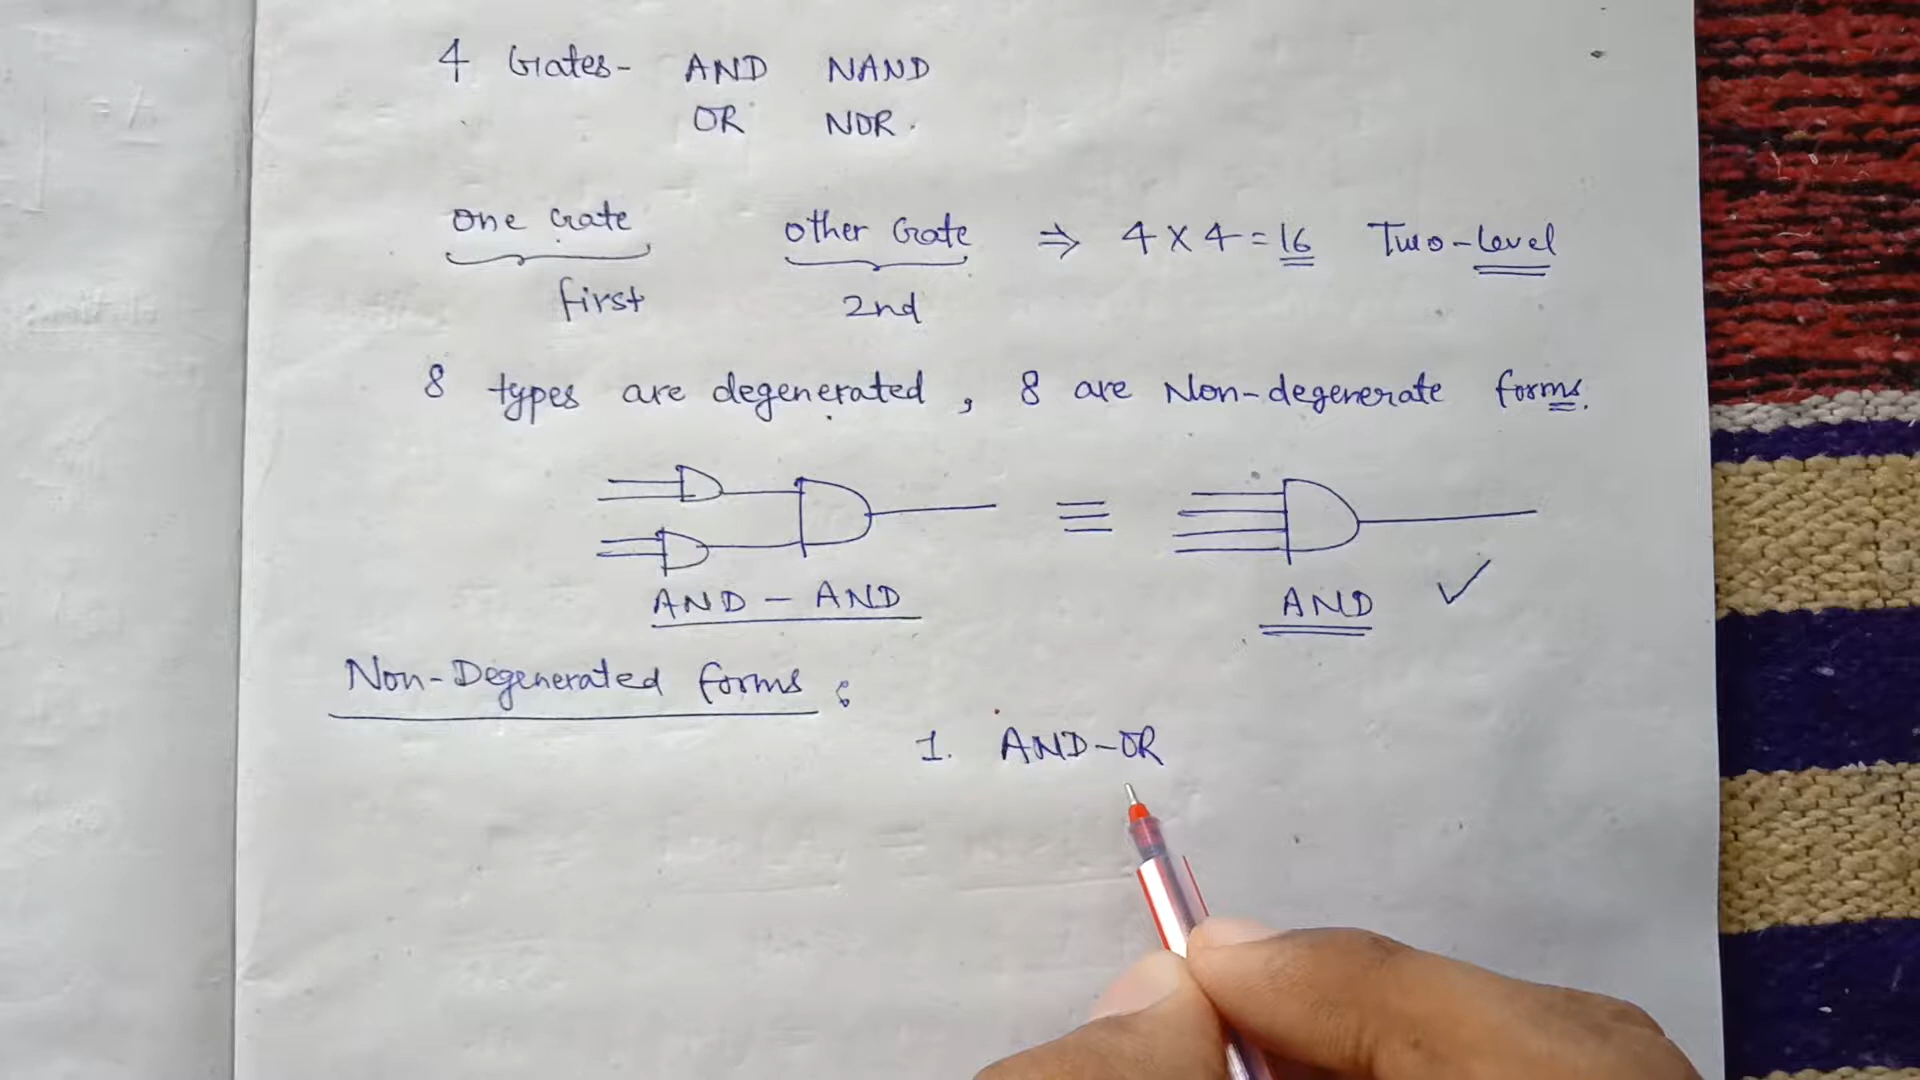 4 Gates- AND NAND
OR NOR.
One Gate other Gate ⇒ 4 X 4 = 16 Two-Level
first 2nd
8 types are degenerated, 8 are Non-degenerate forms.
≡
AND - AND AND ✓
Non-Degenerated forms :
1. AND-OR